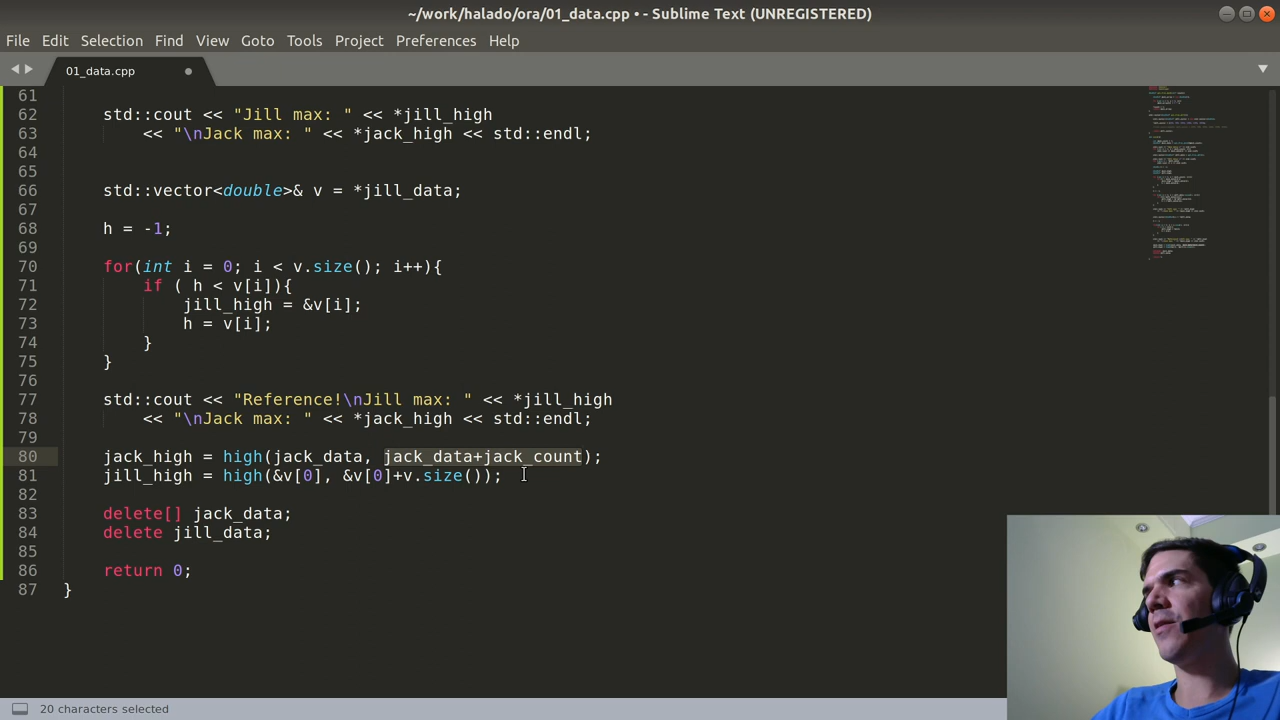 ~/work/halado/ora/01_data.cpp • - Sublime Text (UNREGISTERED)
File Edit Selection Find View Goto Tools Project Preferences Help
01_data.cpp
61
62 std::cout << "Jill max: " << *jill_high
63 << "\nJack max: " << *jack_high << std::endl;
64
65
66 std::vector<double>& v = *jill_data;
67
68 h = -1;
69
70 for(int i = 0; i < v.size(); i++){
71 if ( h < v[i]){
72 jill_high = &v[i];
73 h = v[i];
74 }
75 }
76
77 std::cout << "Reference!\nJill max: " << *jill_high
78 << "\nJack max: " << *jack_high << std::endl;
79
80 jack_high = high(jack_data, jack_data+jack_count);
81 jill_high = high(&v[0], &v[0]+v.size());
82
83 delete[] jack_data;
84 delete jill_data;
85
86 return 0;
87 }
20 characters selected